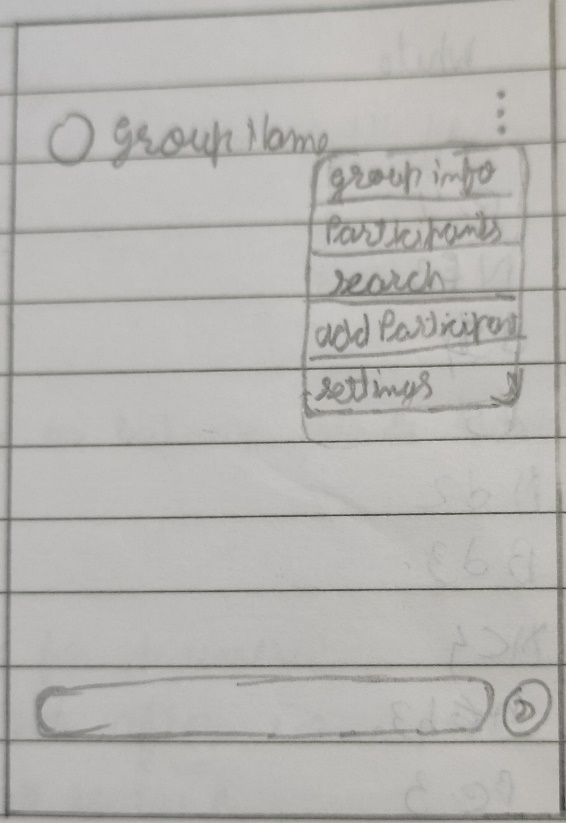 group Name
group info
Participants
search
add Participant
settings